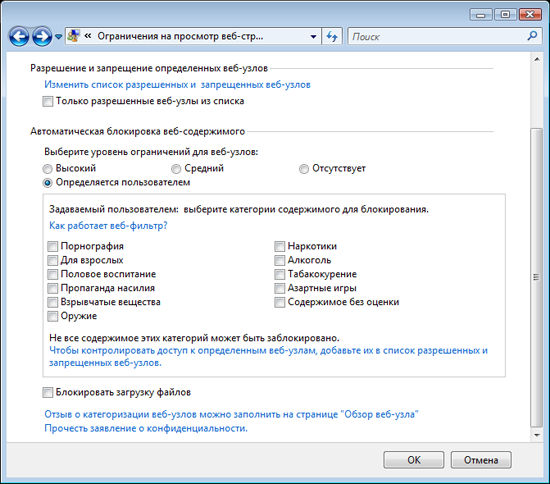 « Ограничения на просмотр веб-стр...
Поиск
Разрешение и запрещение определенных веб-узлов
Изменить список разрешенных и запрещенных веб-узлов
Только разрешенные веб-узлы из списка
Автоматическая блокировка веб-содержимого
Выберите уровень ограничений для веб-узлов:
Высокий Средний Отсутствует
Определяется пользователем
Задаваемый пользователем: выберите категории содержимого для блокирования.
Как работает веб-фильтр?
Порнография Наркотики
Для взрослых Алкоголь
Половое воспитание Табакокурение
Пропаганда насилия Азартные игры
Взрывчатые вещества Содержимое без оценки
Оружие
Не все содержимое этих категорий может быть заблокировано.
Чтобы контролировать доступ к определенным веб-узлам, добавьте их в список разрешенных и
запрещенных веб-узлов.
Блокировать загрузку файлов
Отзыв о категоризации веб-узлов можно заполнить на странице "Обзор веб-узла"
Прочесть заявление о конфиденциальности.
ОК Отмена